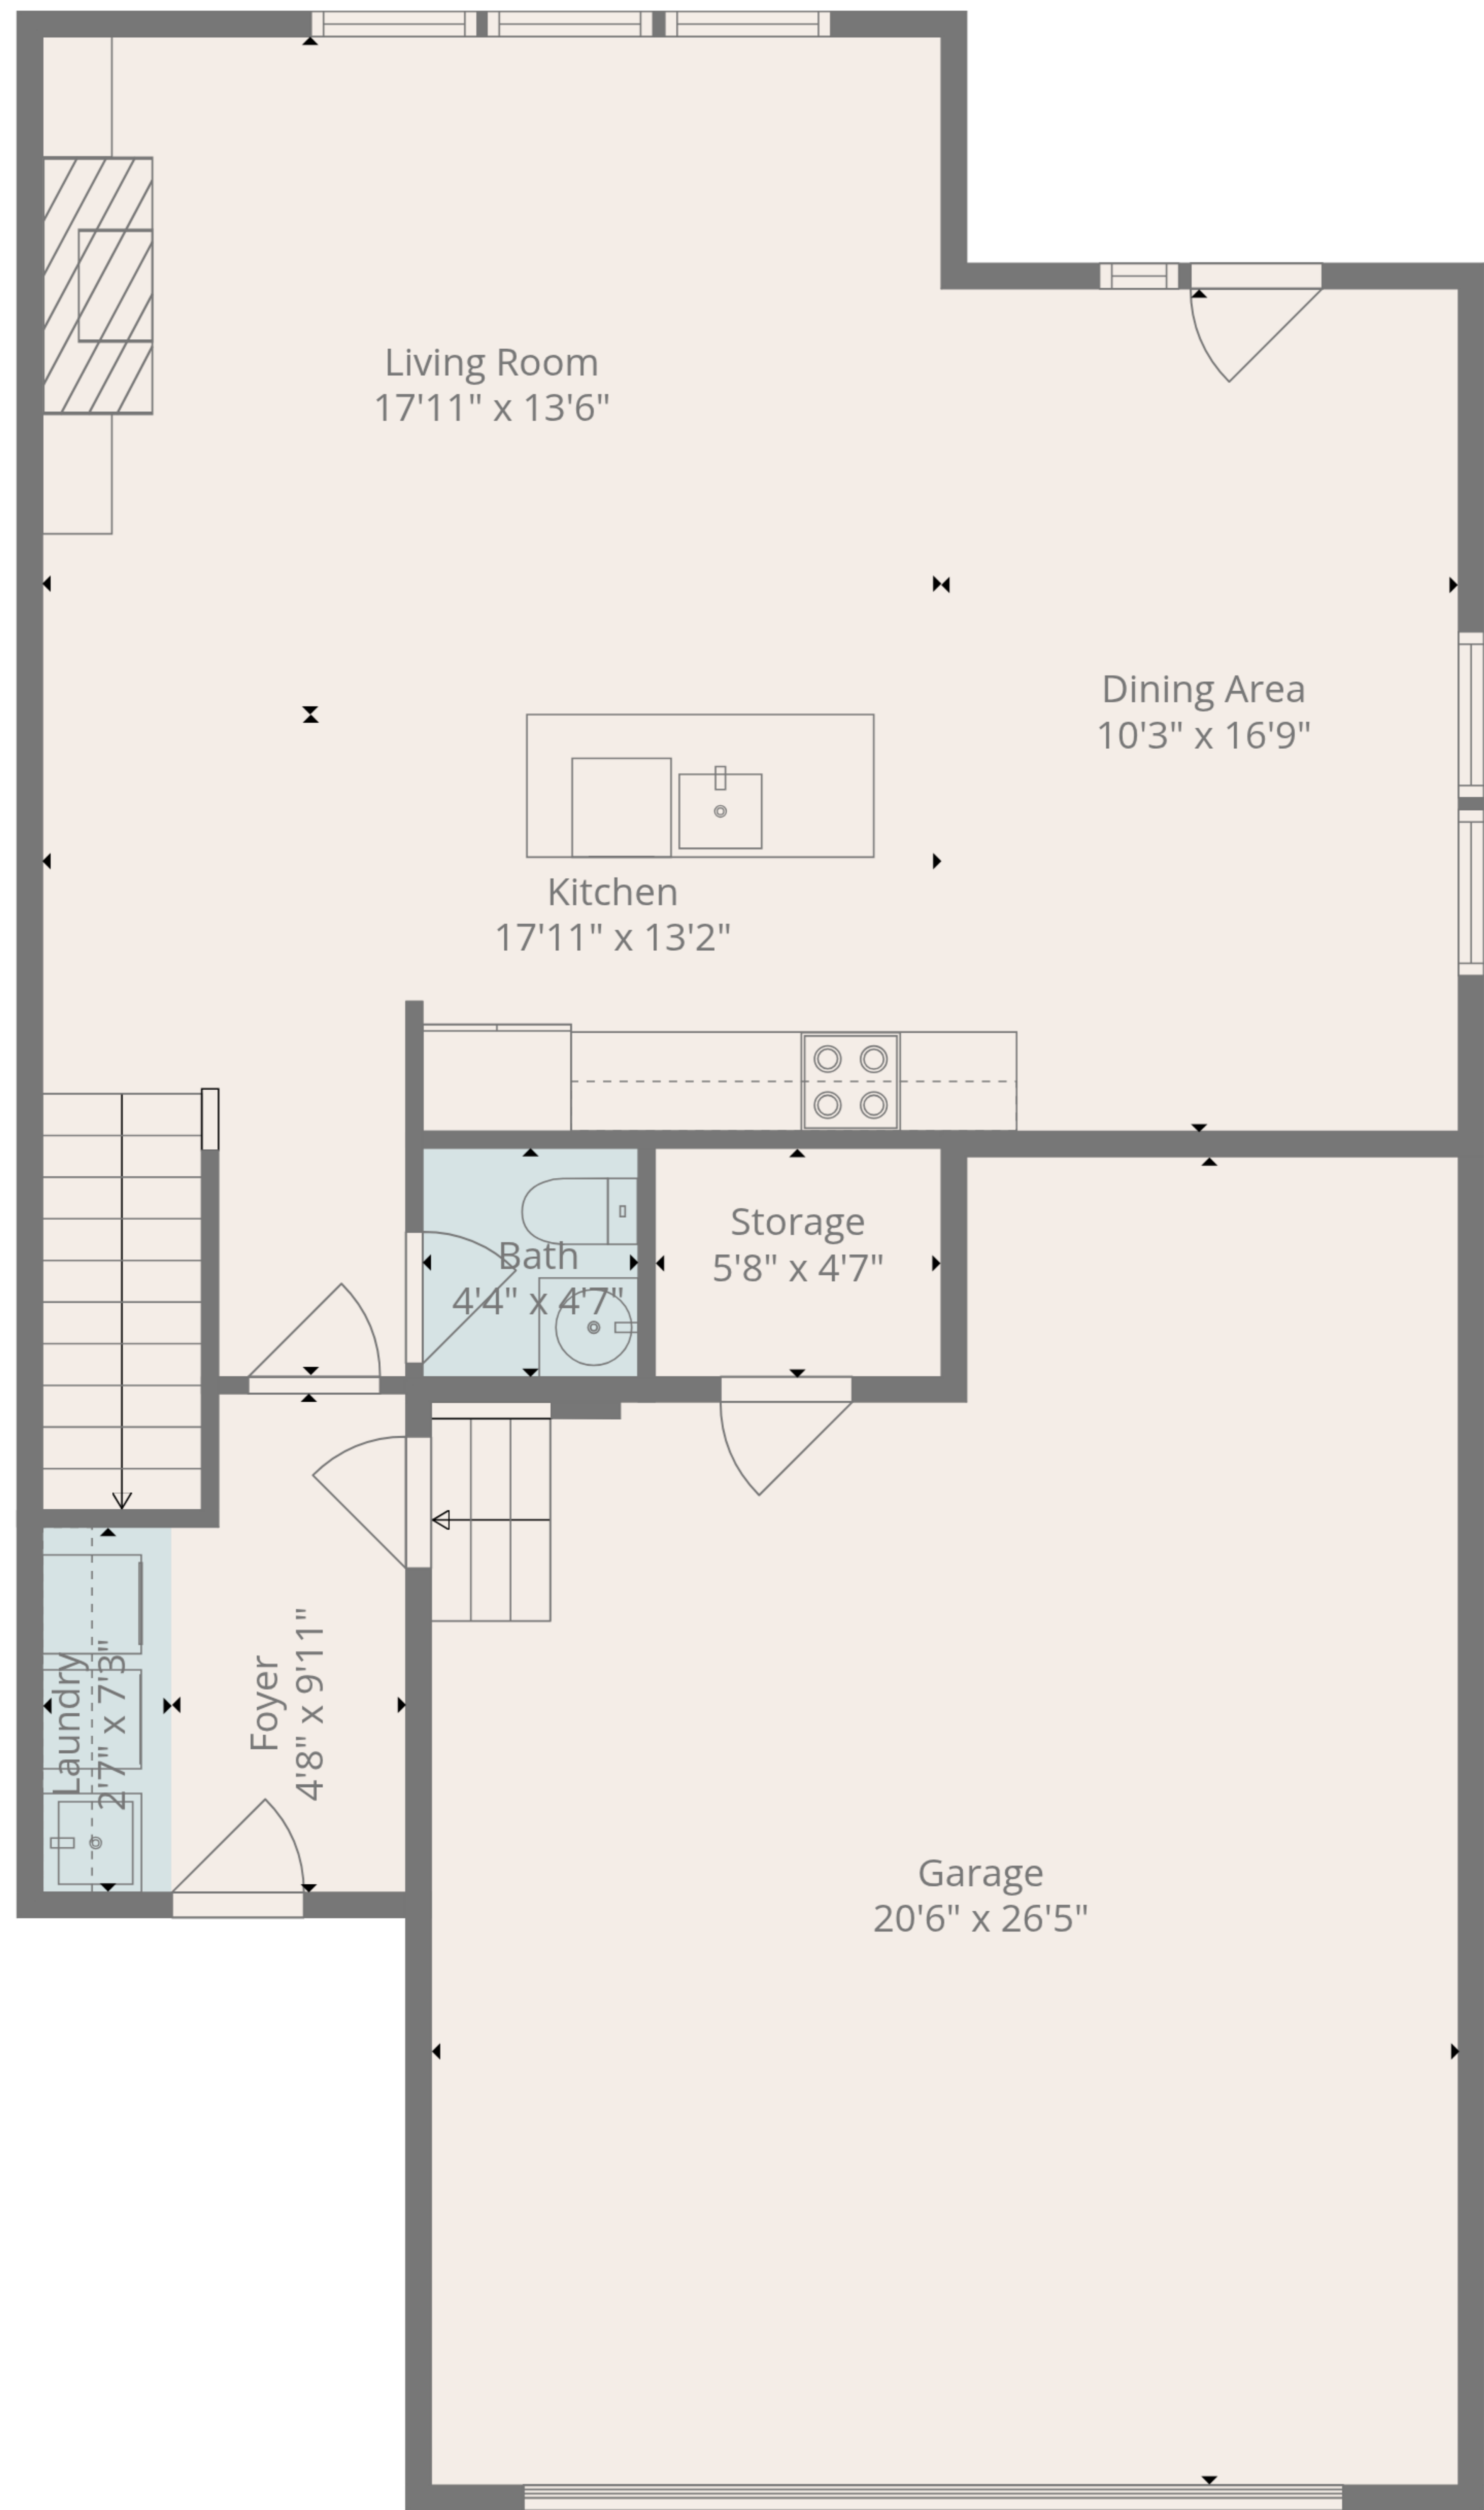 Living Room
17'11" x 13'6"
Dining Area
10'3" x 16'9"
Kitchen
17'11" x 13'2"
Storage
5'8" x 4'7"
Bath
4'4" x 4'7"
Laundry
2'7" x 7'3"
Foyer
4'8" x 9'11"
Garage
20'6" x 26'5"